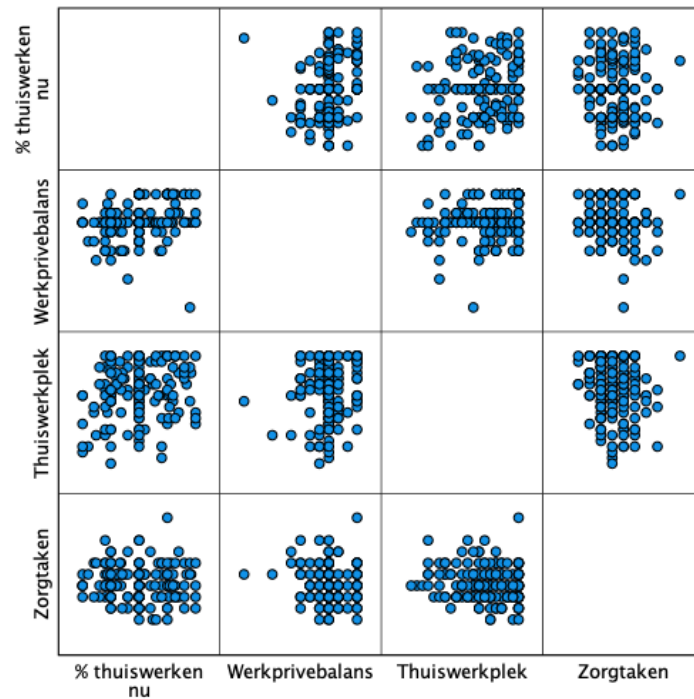 % thuiswerken
nu
Werkprivebalans
Thuiswerkplek
Zorgtaken
% thuiswerken
nu
Werkprivebalans
Thuiswerkplek
Zorgtaken